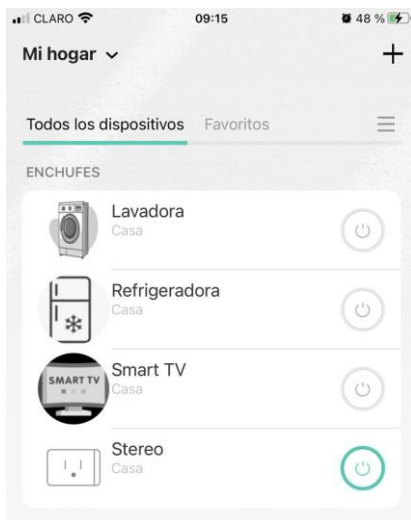 CLARO 09:15 48 %
Mi hogar
Todos los dispositivos Favoritos
ENCHUFES
Lavadora
Casa
Refrigeradora
Casa
SMART TV
Smart TV
Casa
Stereo
Casa